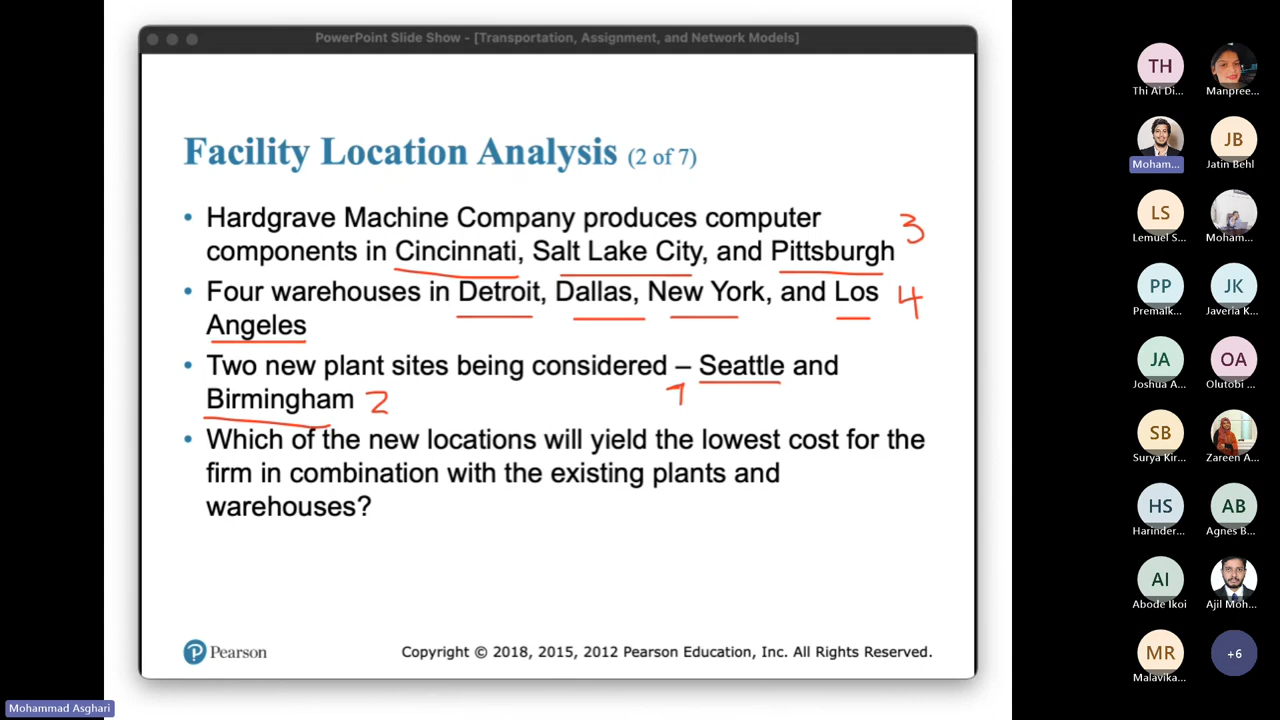 PowerPoint Slide Show - [Transportation, Assignment, and Network Models]
Facility Location Analysis (2 of 7)
• Hardgrave Machine Company produces computer
components in Cincinnati, Salt Lake City, and Pittsburgh
3
• Four warehouses in Detroit, Dallas, New York, and Los
Angeles
4
• Two new plant sites being considered – Seattle and
1
Birmingham 2
• Which of the new locations will yield the lowest cost for the
firm in combination with the existing plants and
warehouses?
Pearson
Copyright © 2018, 2015, 2012 Pearson Education, Inc. All Rights Reserved.
Mohammad Asghari
TH
Thi Ai Di...
Manpree...
Moham...
JB
Jatin Behl
LS
Lemuel S...
Moham...
PP
Premalk...
JK
Javeria K...
JA
Joshua A...
OA
Olutobi ...
SB
Surya Kir...
Zareen A...
HS
Harinder...
AB
Agnes B...
AI
Abode Ikoi
Ajil Moh...
MR
Malavika...
+6